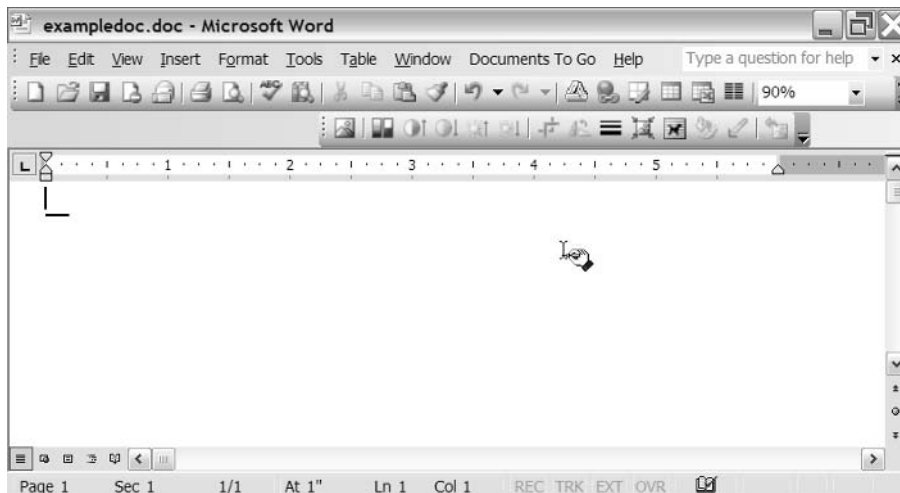 exampledoc.doc - Microsoft Word
File Edit View Insert Format Tools Table Window Documents To Go Help Type a question for help
ABC 90%
L 1 2 3 4 5
Page 1 Sec 1 1/1 At 1" Ln 1 Col 1 REC TRK EXT OVR